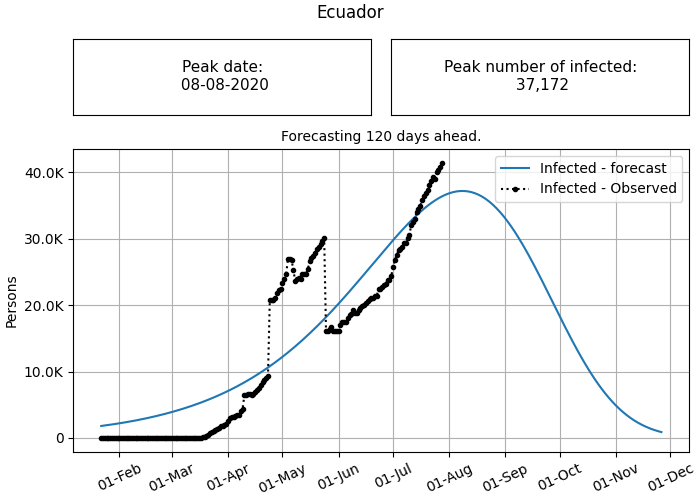 Ecuador
Peak date:
08-08-2020
Peak number of infected:
37,172
Forecasting 120 days ahead.
Infected - forecast
Infected - Observed
Persons
40.0K
30.0K
20.0K
10.0K
0
01-Feb
01-Mar
01-Apr
01-May
01-Jun
01-Jul
01-Aug
01-Sep
01-Oct
01-Nov
01-Dec